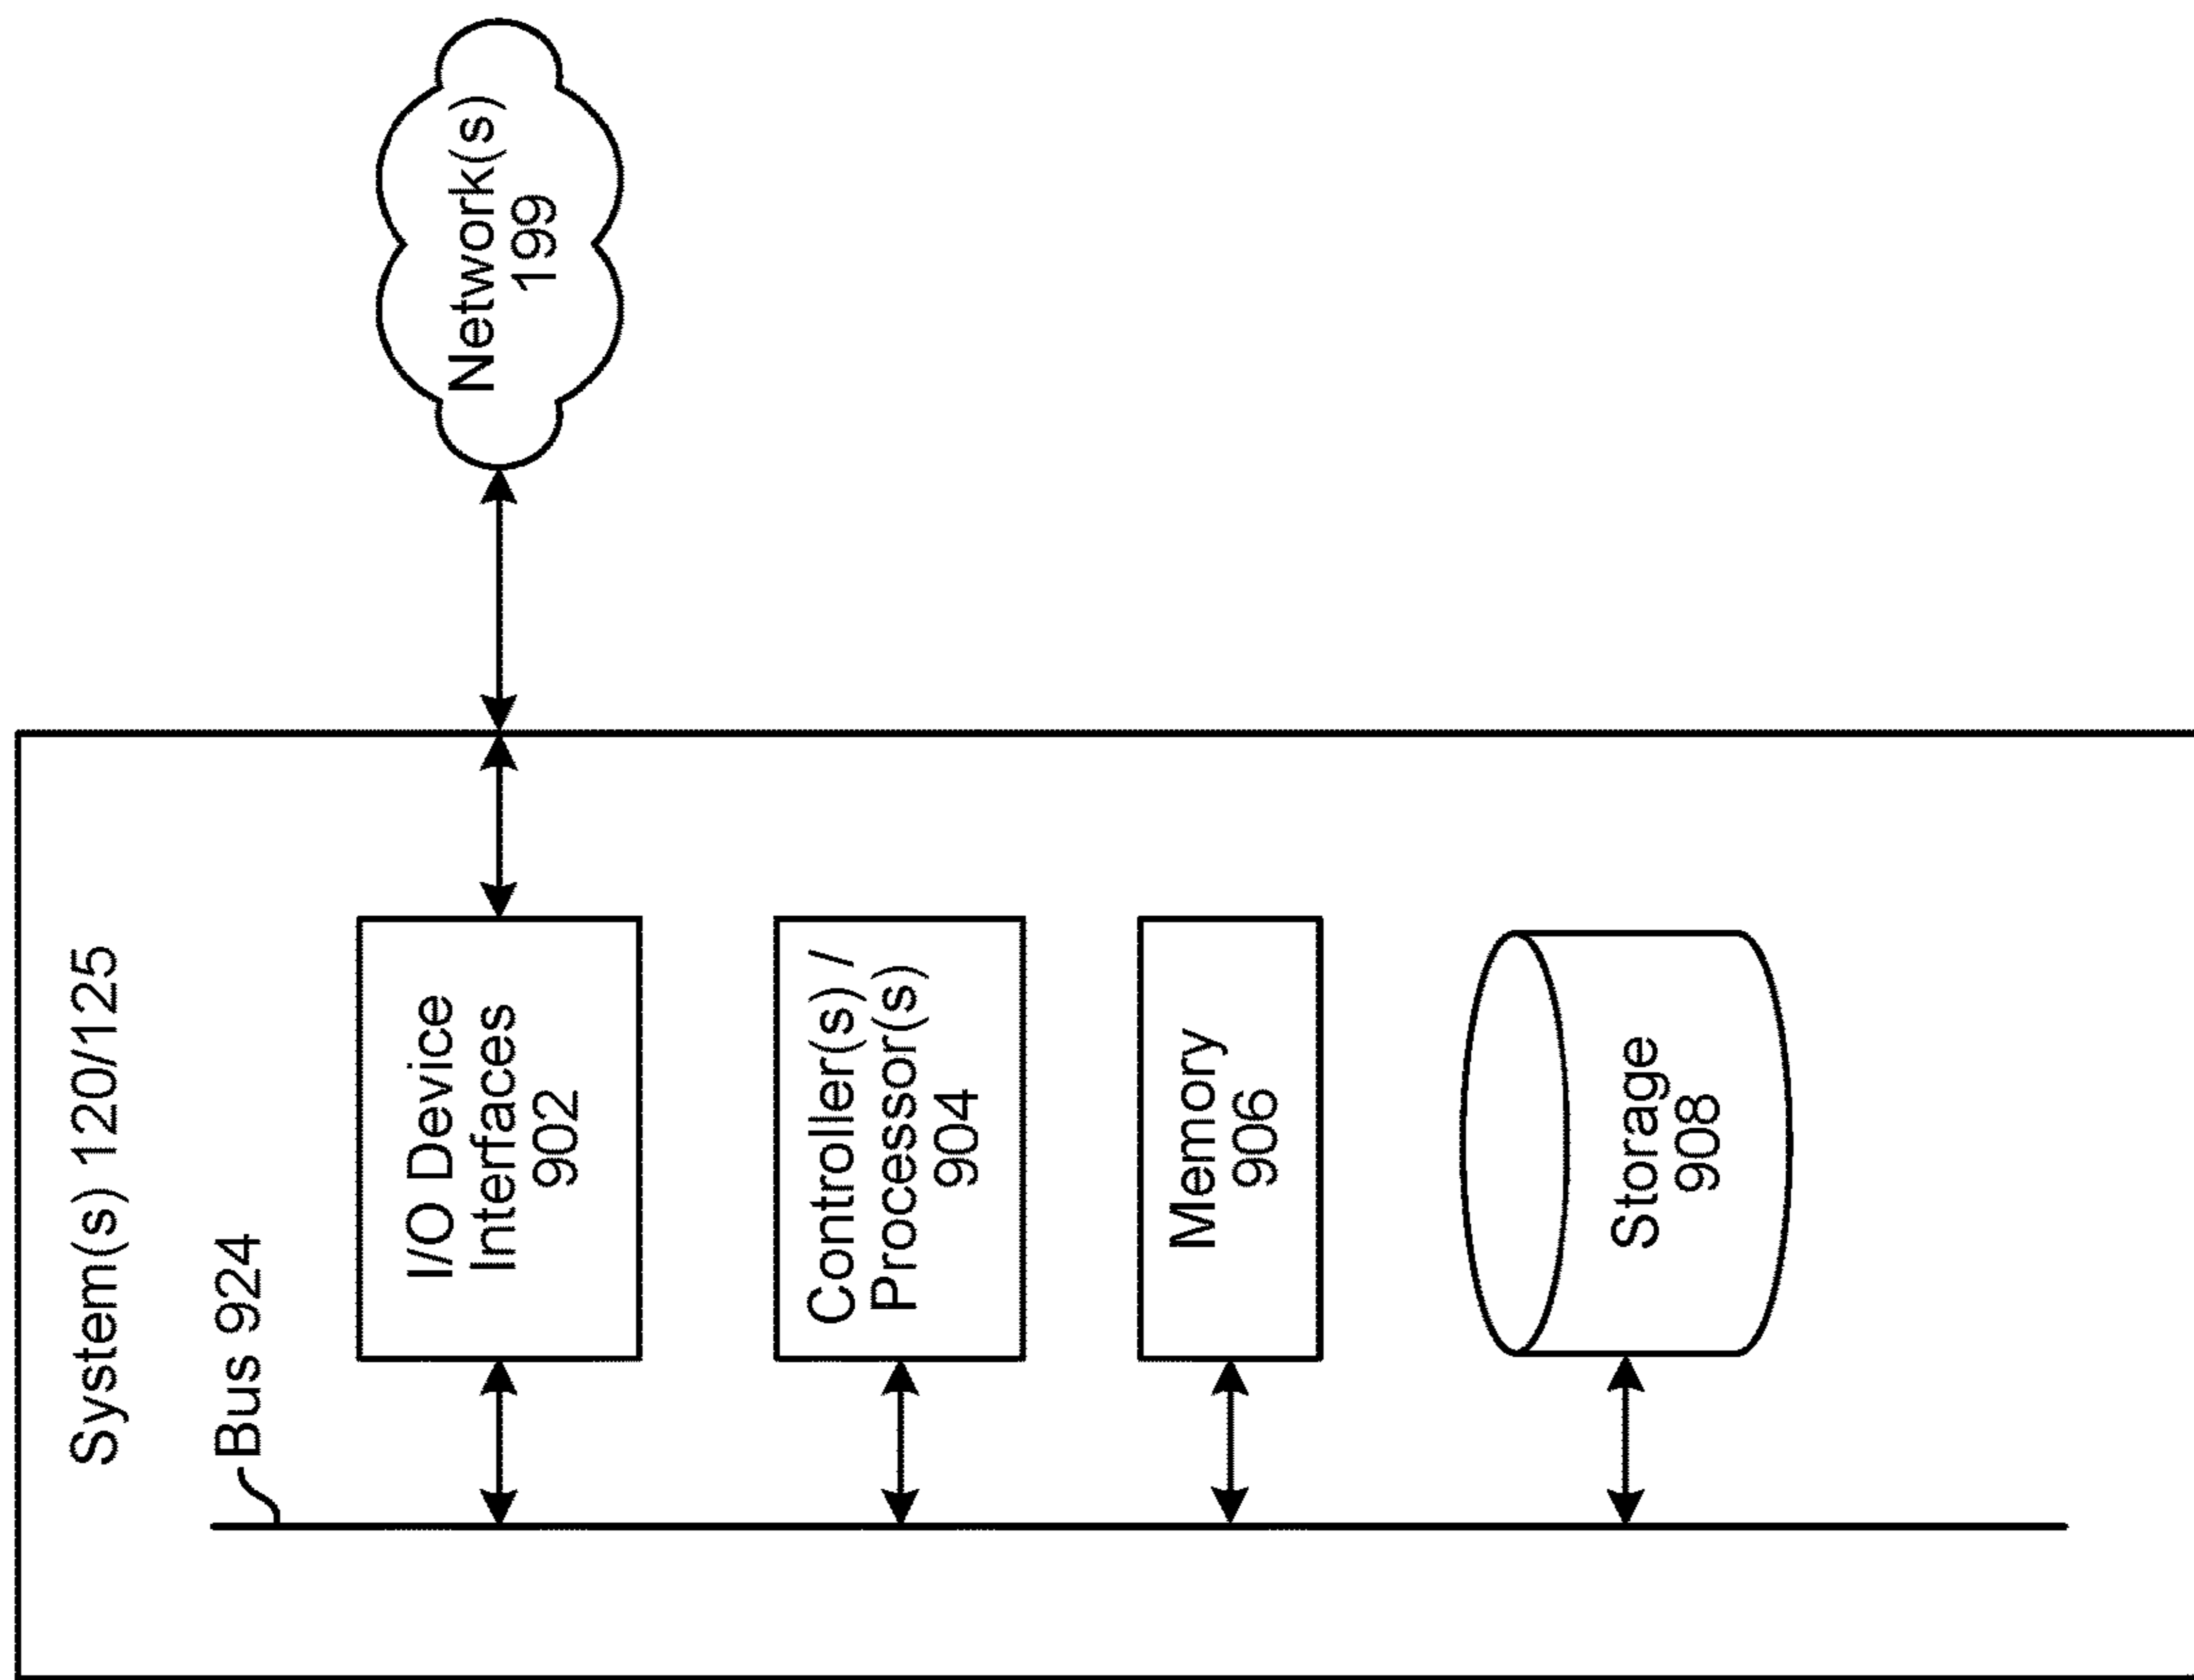 System(s) 120/125
Bus 924
I/O Device
Interfaces
902
Controller(s) /
Processor(s)
904
Memory
906
Storage
908
Network(s)
199